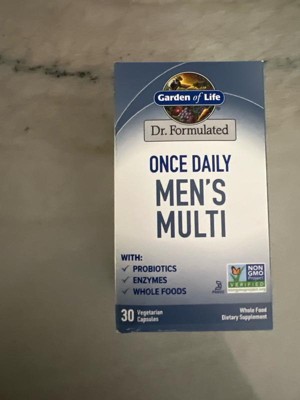 Garden of Life
Dr. Formulated
ONCE DAILY
MEN'S
MULTI
WITH:
✓ PROBIOTICS
✓ ENZYMES
✓ WHOLE FOODS
NON
GMO
Project
VERIFIED
30 Vegetarian
Capsules
Whole Food
Dietary Supplement